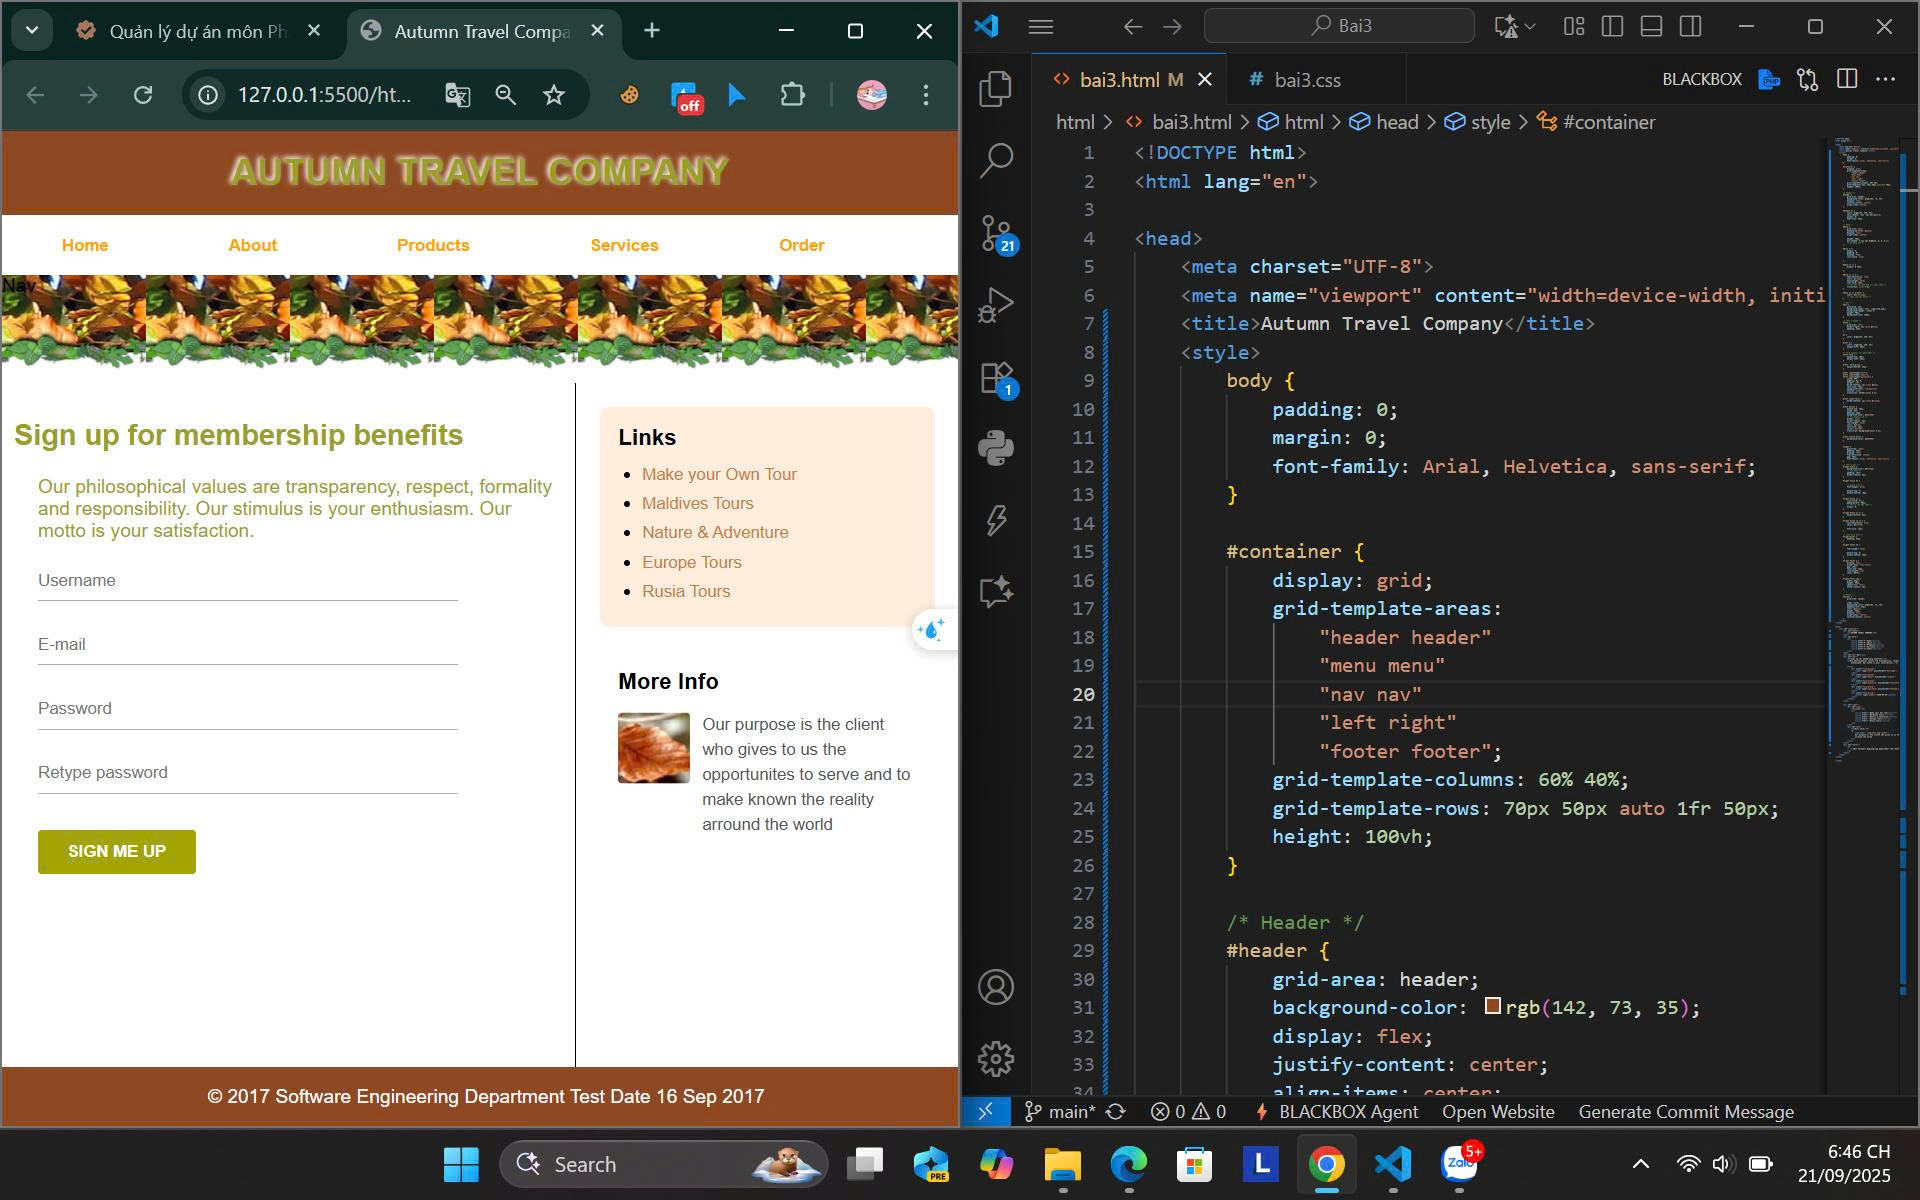 Quản lý dự án môn Ph
Autumn Travel Compa
127.0.0.1:5500/ht...
off
AUTUMN TRAVEL COMPANY
Home
About
Products
Services
Order
Nav
Sign up for membership benefits
Our philosophical values are transparency, respect, formality
and responsibility. Our stimulus is your enthusiasm. Our
motto is your satisfaction.
Username
E-mail
Password
Retype password
SIGN ME UP
Links
Make your Own Tour
Maldives Tours
Nature & Adventure
Europe Tours
Rusia Tours
More Info
Our purpose is the client
who gives to us the
opportunites to serve and to
make known the reality
arround the world
© 2017 Software Engineering Department Test Date 16 Sep 2017
Bai3
bai3.html M
# bai3.css
BLACKBOX
PHP
html > <> bai3.html > html > head > style > #container
21
1
1 <!DOCTYPE html>
2 <html lang="en">
3
4 <head>
5 <meta charset="UTF-8">
6 <meta name="viewport" content="width=device-width, initi
7 <title>Autumn Travel Company</title>
8 <style>
9 body {
10 padding: 0;
11 margin: 0;
12 font-family: Arial, Helvetica, sans-serif;
13 }
14
15 #container {
16 display: grid;
17 grid-template-areas:
18 "header header"
19 "menu menu"
20 "nav nav"
21 "left right"
22 "footer footer";
23 grid-template-columns: 60% 40%;
24 grid-template-rows: 70px 50px auto 1fr 50px;
25 height: 100vh;
26 }
27
28 /* Header */
29 #header {
30 grid-area: header;
31 background-color: rgb(142, 73, 35);
32 display: flex;
33 justify-content: center;
34 align-items: center;
main* 0 0 BLACKBOX Agent Open Website Generate Commit Message
Search
PRE
L
Zalo
5+
6:46 CH
21/09/2025